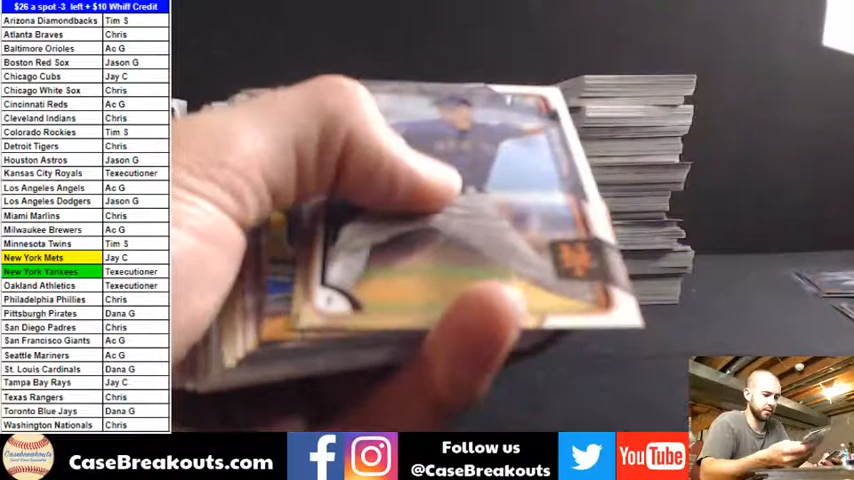 $26 a spot -3 left + $10 Whiff Credit
Arizona Diamondbacks Tim S
Atlanta Braves Chris
Baltimore Orioles Ac G
Boston Red Sox Jason G
Chicago Cubs Jay C
Chicago White Sox Chris
Cincinnati Reds Ac G
Cleveland Indians Chris
Colorado Rockies Tim S
Detroit Tigers Chris
Houston Astros Jason G
Kansas City Royals Texecutioner
Los Angeles Angels Ac G
Los Angeles Dodgers Jason G
Miami Marlins Chris
Milwaukee Brewers Ac G
Minnesota Twins Tim S
New York Mets Jay C
New York Yankees Texecutioner
Oakland Athletics Texecutioner
Philadelphia Phillies Chris
Pittsburgh Pirates Dana G
San Diego Padres Chris
San Francisco Giants Ac G
Seattle Mariners Ac G
St. Louis Cardinals Dana G
Tampa Bay Rays Jay C
Texas Rangers Chris
Toronto Blue Jays Dana G
Washington Nationals Chris
CaseBreakouts.com
Follow us
@CaseBreakouts
YouTube